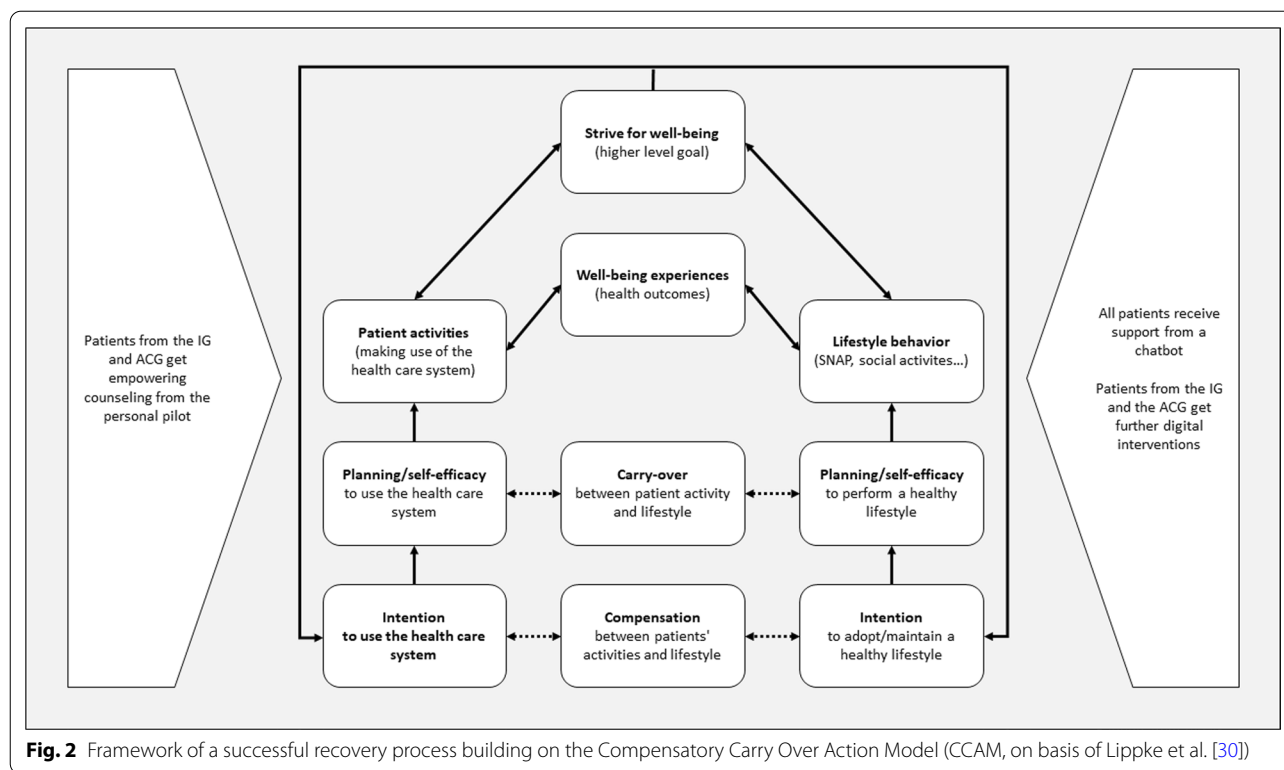 Strive for well-being
(higher level goal)
Well-being experiences
(health outcomes)
Patients from the IG
and ACG get
empowering
counseling from the
personal pilot
Patient activities
(making use of the
health care system)
Lifestyle behavior
(SNAP, social activites...)
All patients receive
support from a
chatbot
Patients from the IG
and the ACG get
further digital
interventions
Planning/self-efficacy
to use the health care
system
Carry-over
between patient activity
and lifestyle
Planning/self-efficacy
to perform a healthy
lifestyle
Intention
to use the health care
system
Compensation
between patients'
activities and lifestyle
Intention
to adopt/maintain a
healthy lifestyle
Fig. 2 Framework of a successful recovery process building on the Compensatory Carry Over Action Model (CCAM, on basis of Lippke et al. [30])